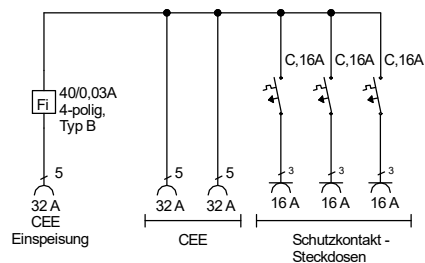 C,16A C,16A C,16A
Fi
40/0,03A
4-polig,
Typ B
5 5 5 3 3 3
32 A 32 A 32 A 16 A 16 A 16 A
CEE
Einspeisung
CEE
Schutzkontakt -
Steckdosen